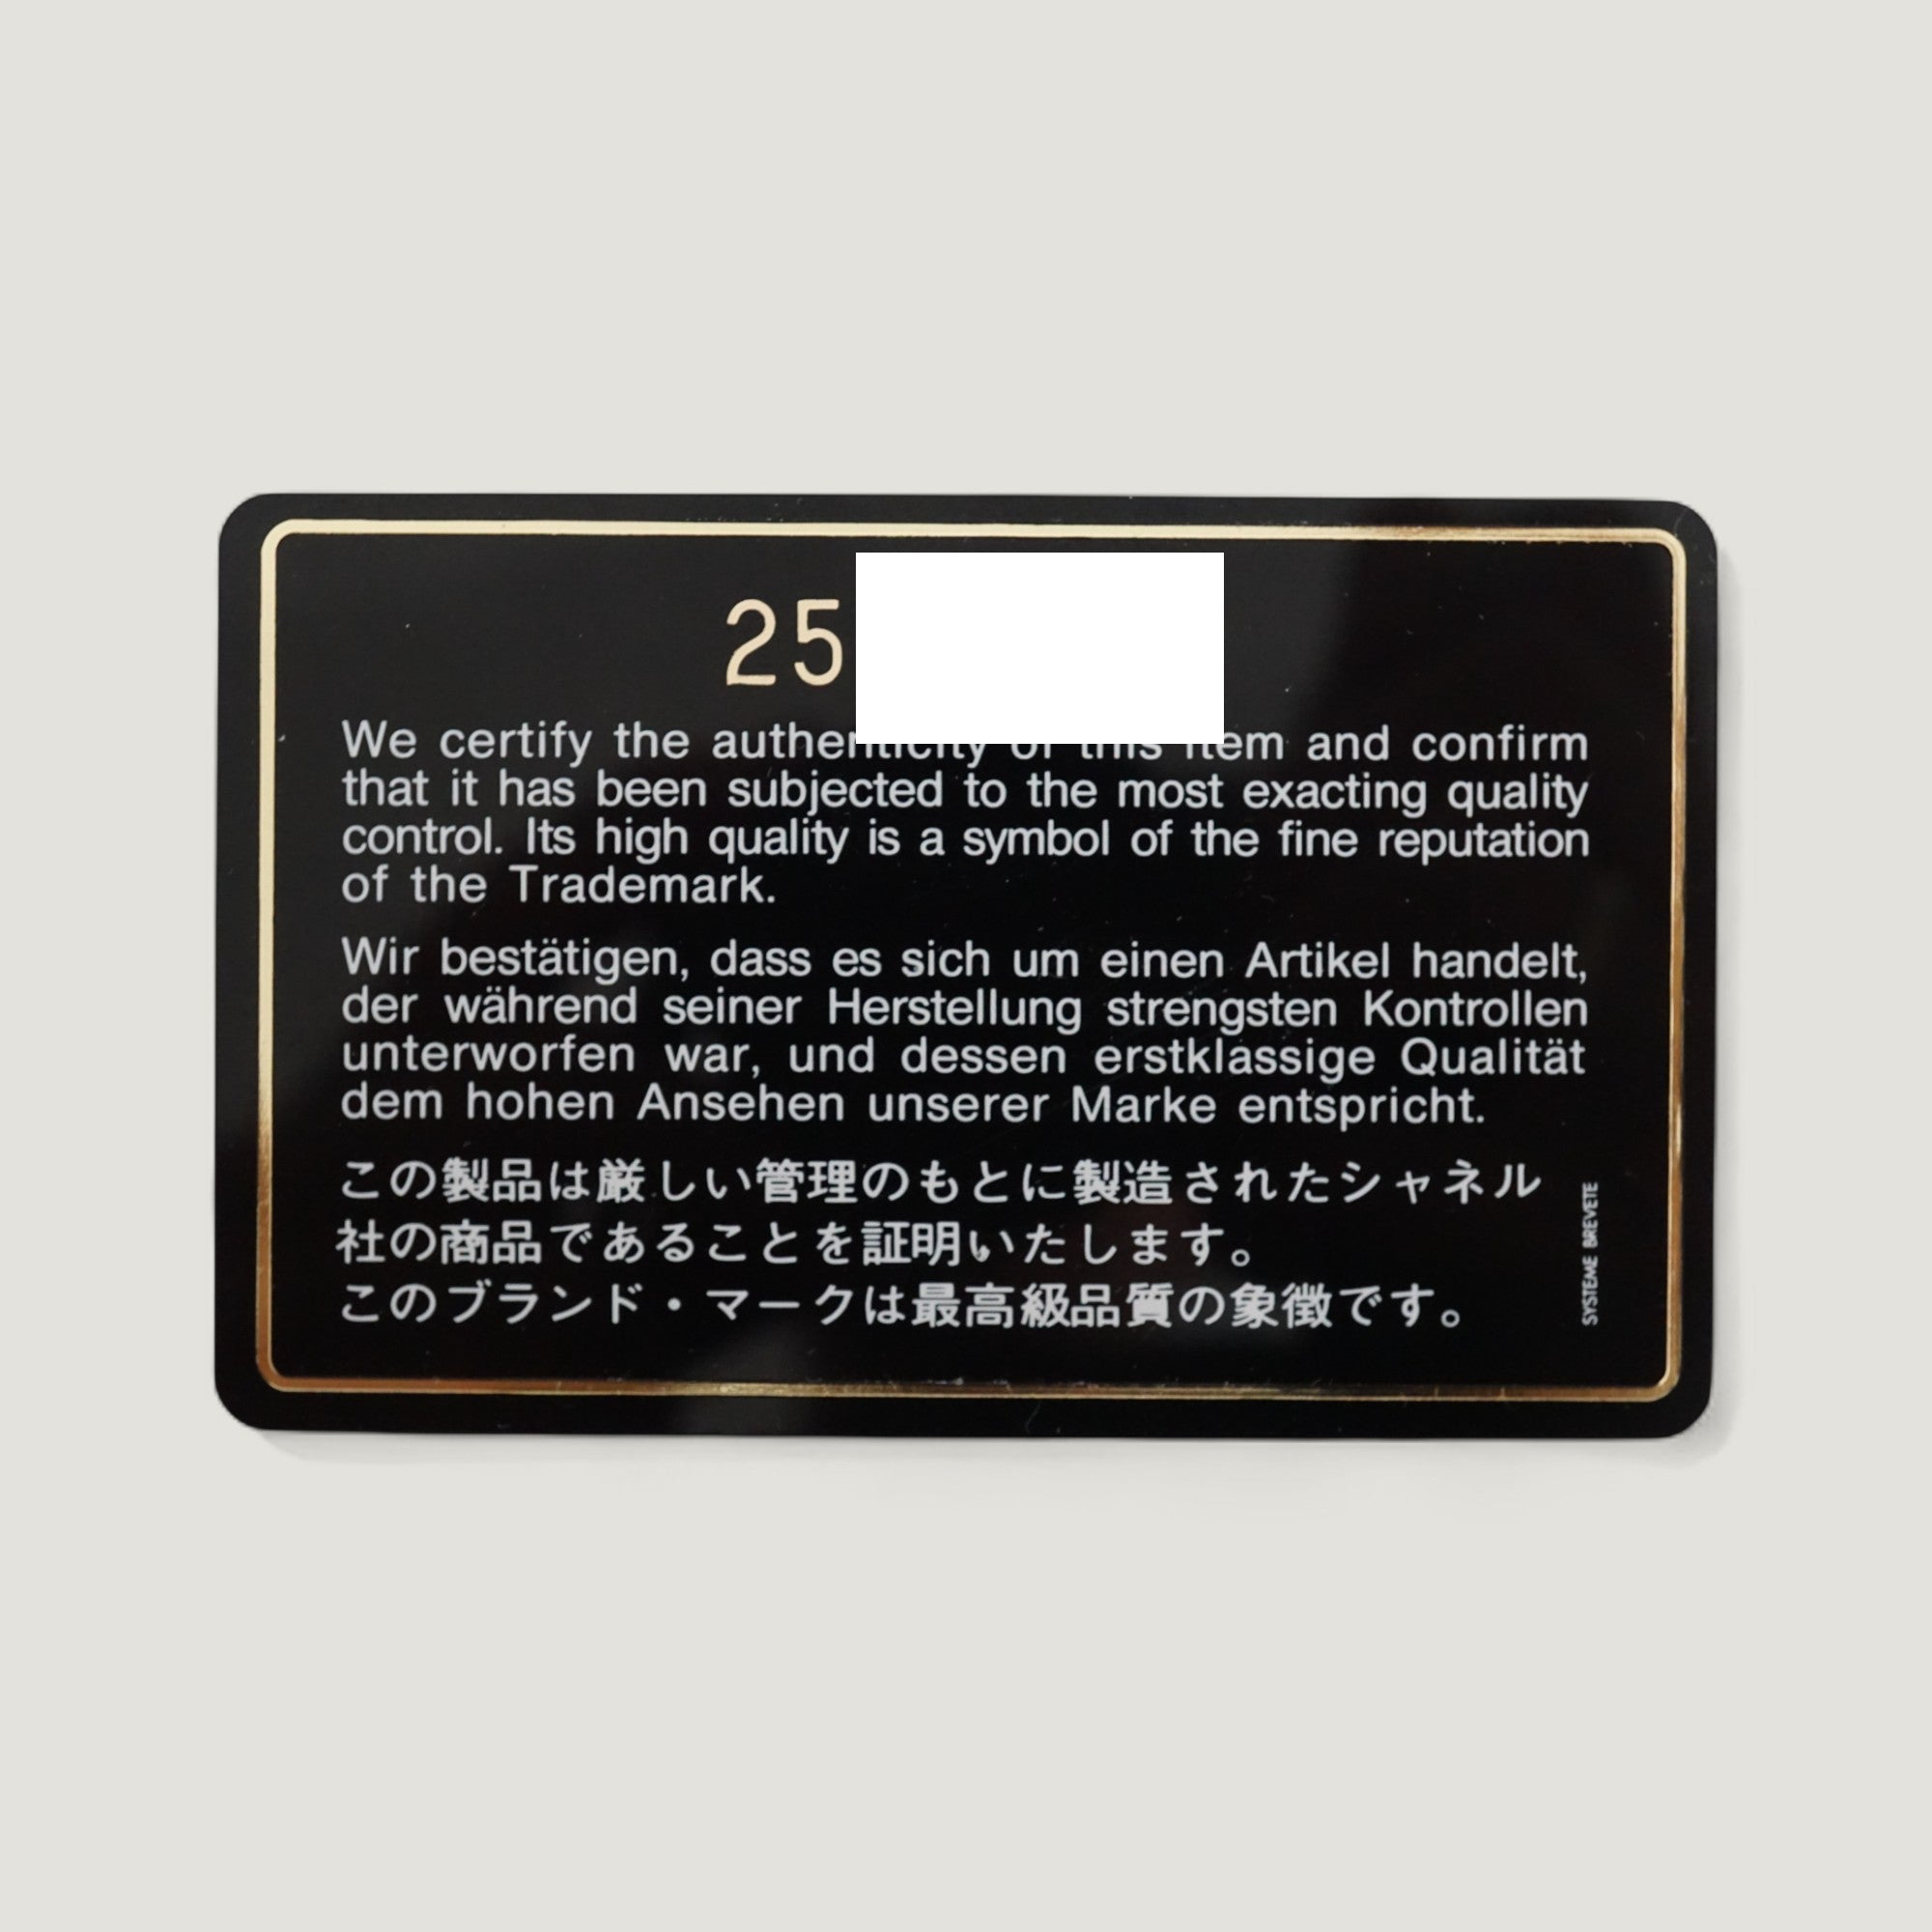 25
We certify the authenticity of this item and confirm
that it has been subjected to the most exacting quality
control. Its high quality is a symbol of the fine reputation
of the Trademark.
Wir bestätigen, dass es sich um einen Artikel handelt,
der während seiner Herstellung strengsten Kontrollen
unterworfen war, und dessen erstklassige Qualität
dem hohen Ansehen unserer Marke entspricht.
この製品は厳しい管理のもとに製造されたシャネル
社の商品であることを証明いたします。
このブランド・マークは最高級品質の象徴です。
SYSTEME BREVETE